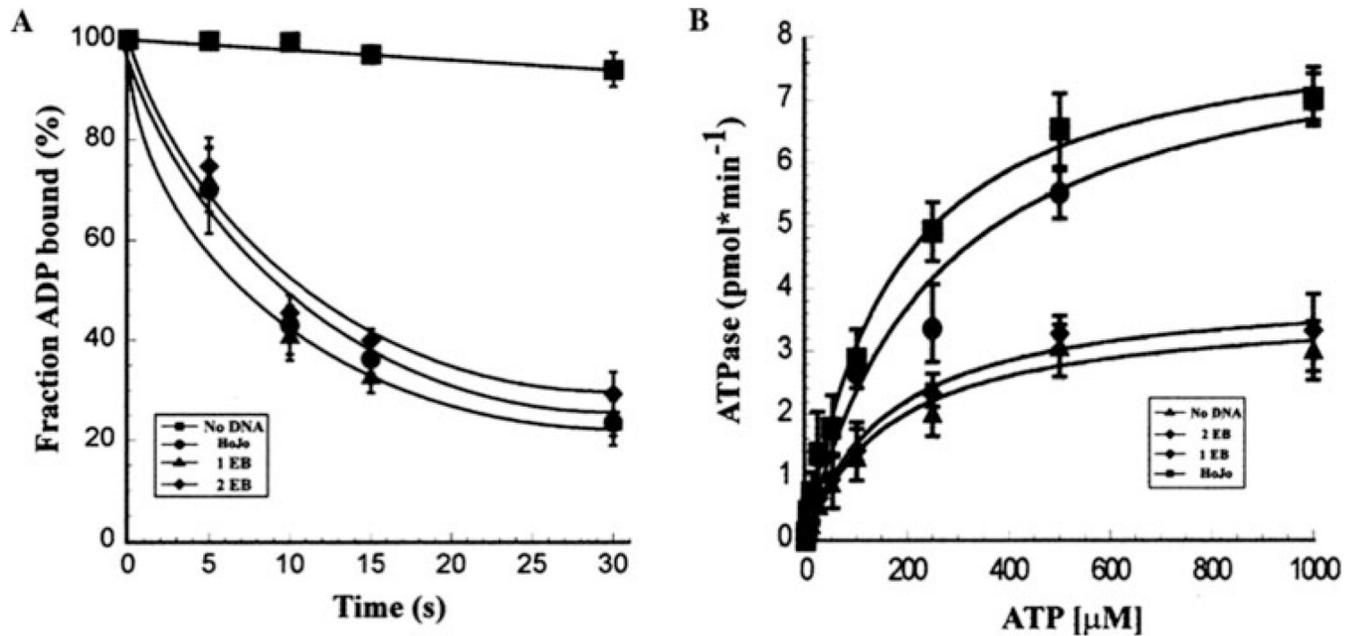 A
Fraction ADP bound (%)
100
80
60
40
20
0
No DNA
HoJo
1 EB
2 EB
0 5 10 15 20 25 30
Time (s)
B
ATPase (pmol*min⁻¹)
8
7
6
5
4
3
2
1
0
No DNA
2 EB
1 EB
HoJo
0 200 400 600 800 1000
ATP [μM]